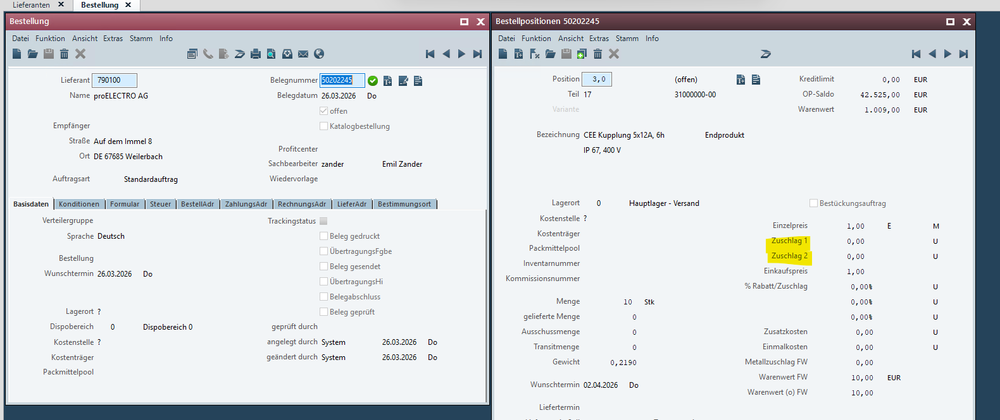 Lieferanten
Bestellung
Bestellung
Datei Funktion Ansicht Extras Stamm Info
Lieferant 790100
Belegnummer 50202245
Name proELECTRO AG
Belegdatum 26.03.2026 Do
offen
Empfänger
Katalogbestellung
Straße Auf dem Immel 8
Ort DE 67685 Weilerbach
Profitcenter
Sachbearbeiter zander Emil Zander
Auftragsart Standardauftrag
Wiedervorlage
Basisdaten Konditionen Formular Steuer BestellAdr ZahlungsAdr RechnungsAdr LieferAdr Bestimmungsort
Verteilergruppe
Trackingstatus
Sprache Deutsch
Beleg gedruckt
ÜbertragungsFgbe
Bestellung
Beleg gesendet
Wunschtermin 26.03.2026 Do
ÜbertragungsHi
Belegabschluss
Lagerort ?
Beleg geprüft
Dispobereich 0 Dispobereich 0
geprüft durch
Kostenstelle ?
angelegt durch System 26.03.2026 Do
Kostenträger
geändert durch System 26.03.2026 Do
Packmittelpool
Bestellpositionen 50202245
Datei Funktion Ansicht Extras Stamm Info
Position 3,0 (offen)
Kreditlimit 0,00 EUR
Teil 17 31000000-00
OP-Saldo 42.525,00 EUR
Variante
Warenwert 1.009,00 EUR
Bezeichnung CEE Kupplung 5x12A, 6h Endprodukt
IP 67, 400 V
Lagerort 0 Hauptlager - Versand
Bestückungsauftrag
Kostenstelle ?
Einzelpreis 1,00 E M
Kostenträger
Zuschlag 1 0,00 U
Packmittelpool
Zuschlag 2 0,00 U
Inventarnummer
Einkaufspreis 1,00
Kommissionsnummer
% Rabatt/Zuschlag 0,00% U
Menge 10 Stk
0,00% U
gelieferte Menge 0
0,00% U
Ausschussmenge 0
Zusatzkosten 0,00 U
Transitmenge 0
Einmalkosten 0,00 U
Gewicht 0,2190
Metallzuschlag FW 0,00
Warenwert FW 10,00 EUR
Wunschtermin 02.04.2026 Do
Warenwert (o) FW 10,00
Liefertermin